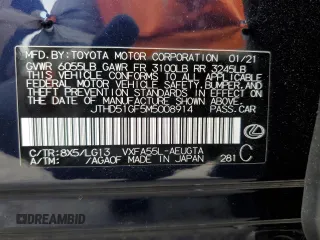 MFD. BY: TOYOTA MOTOR CORPORATION 01/21
GVWR 6055LB GAWR FR 3100LB RR 3245LB
THIS VEHICLE CONFORMS TO ALL APPLICABLE
FEDERAL MOTOR VEHICLE SAFETY, BUMPER, AND
THEFT PREVENTION STANDARDS IN EFFECT ON
THE DATE OF MANUFACTURE SHOWN ABOVE.
JTHD51GF5M5008914 PASS.CAR
C/TR: 8X5/LG13 VXFA55L-AEUGTA
A/TM: /AGA0F MADE IN JAPAN 281 C
DREAMBID